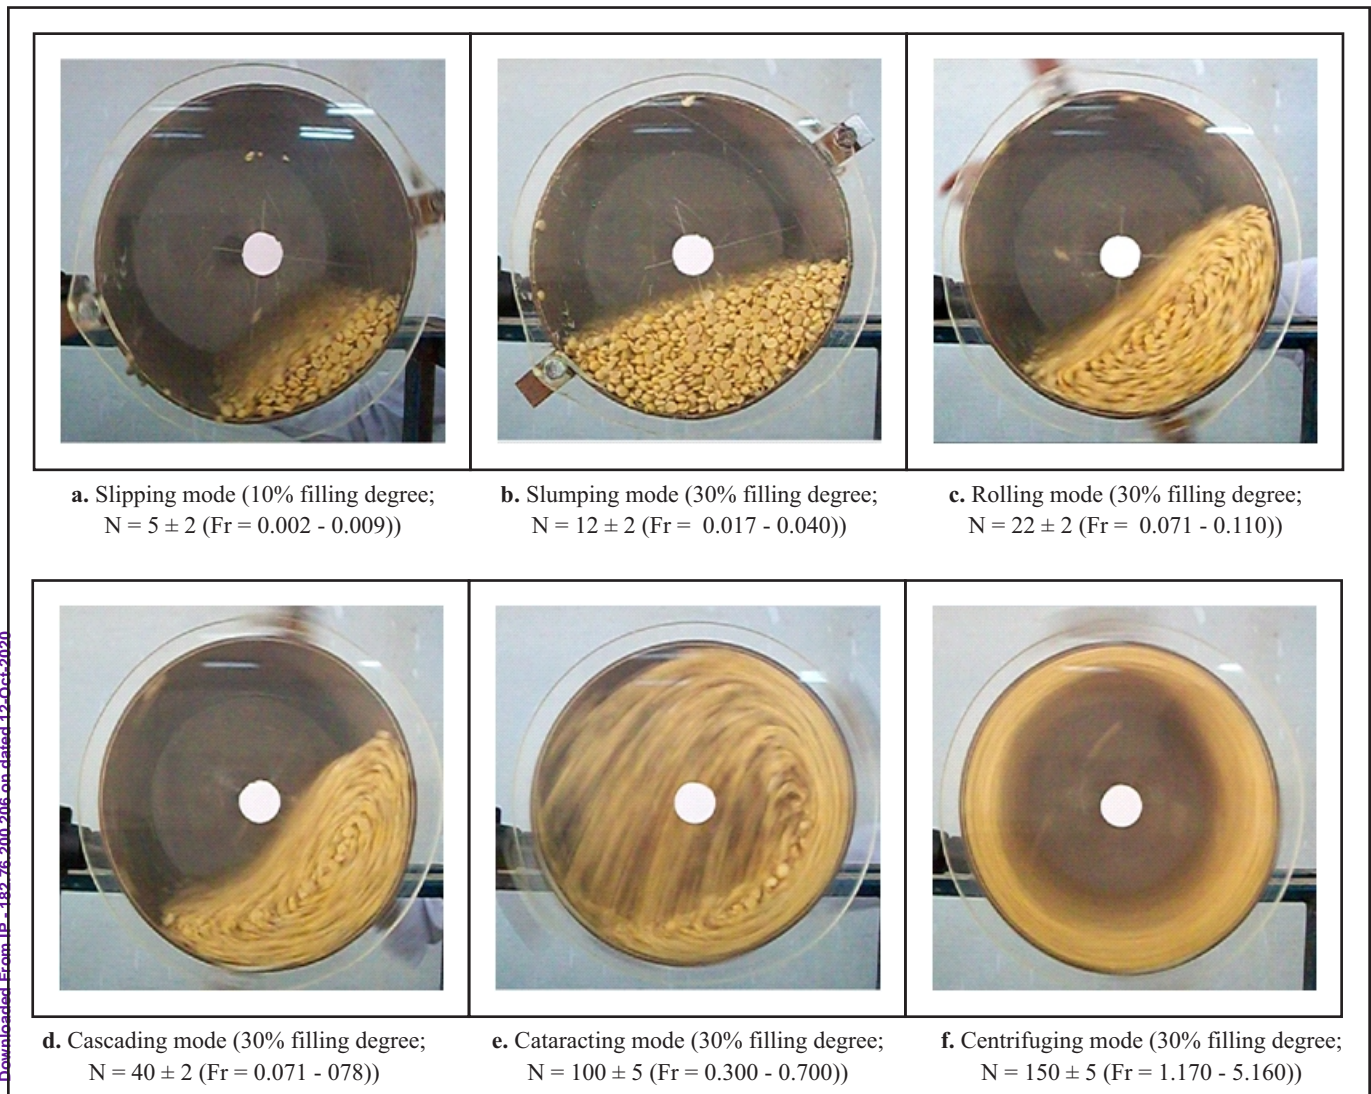 a. Slipping mode (10% filling degree;
N = 5 ± 2 (Fr = 0.002 - 0.009))
b. Slumping mode (30% filling degree;
N = 12 ± 2 (Fr = 0.017 - 0.040))
c. Rolling mode (30% filling degree;
N = 22 ± 2 (Fr = 0.071 - 0.110))
d. Cascading mode (30% filling degree;
N = 40 ± 2 (Fr = 0.071 - 078))
e. Cataracting mode (30% filling degree;
N = 100 ± 5 (Fr = 0.300 - 0.700))
f. Centrifuging mode (30% filling degree;
N = 150 ± 5 (Fr = 1.170 - 5.160))
Downloaded From IP - 182.76.200.206 on dated 12-Oct-2020